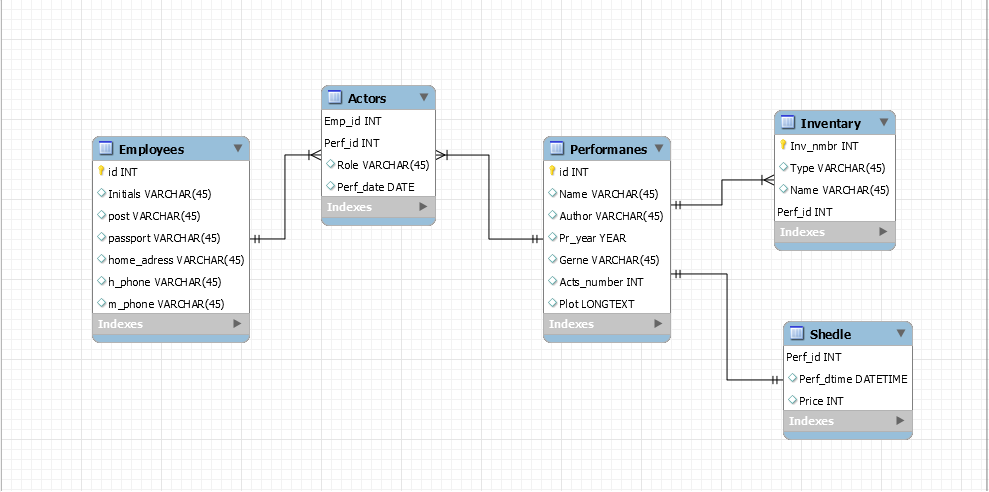 Employees
id INT
Initials VARCHAR(45)
post VARCHAR(45)
passport VARCHAR(45)
home_adress VARCHAR(45)
h_phone VARCHAR(45)
m_phone VARCHAR(45)
Indexes
Actors
Emp_id INT
Perf_id INT
Role VARCHAR(45)
Perf_date DATE
Indexes
Performanes
id INT
Name VARCHAR(45)
Author VARCHAR(45)
Pr_year YEAR
Gerne VARCHAR(45)
Acts_number INT
Plot LONGTEXT
Indexes
Inventary
Inv_nmbr INT
Type VARCHAR(45)
Name VARCHAR(45)
Perf_id INT
Indexes
Shedle
Perf_id INT
Perf_dtime DATETIME
Price INT
Indexes